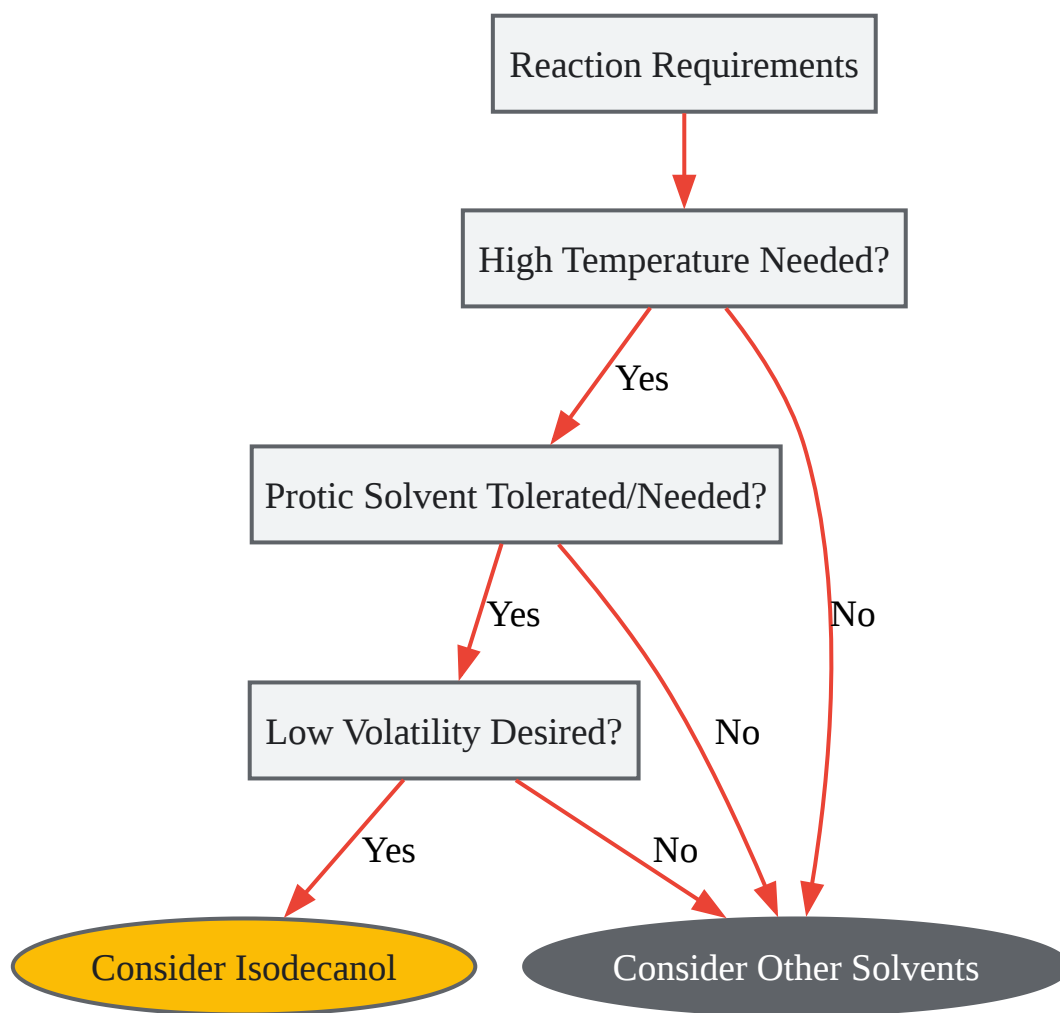 Reaction Requirements
High Temperature Needed?
Yes
Protic Solvent Tolerated/Needed?
Yes
No
Low Volatility Desired?
No
Yes
No
Consider Isodecanol
Consider Other Solvents